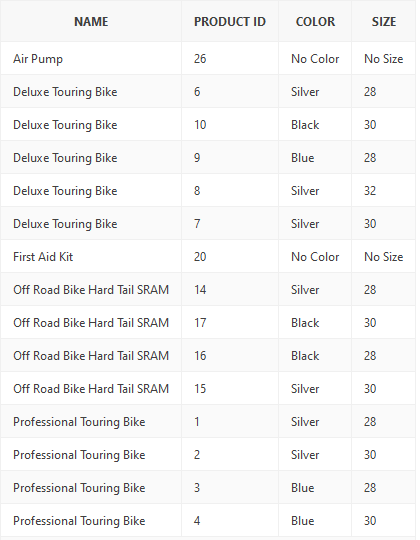 NAME PRODUCT ID COLOR SIZE
Air Pump 26 No Color No Size
Deluxe Touring Bike 6 Silver 28
Deluxe Touring Bike 10 Black 30
Deluxe Touring Bike 9 Blue 28
Deluxe Touring Bike 8 Silver 32
Deluxe Touring Bike 7 Silver 30
First Aid Kit 20 No Color No Size
Off Road Bike Hard Tail SRAM 14 Silver 28
Off Road Bike Hard Tail SRAM 17 Black 30
Off Road Bike Hard Tail SRAM 16 Black 28
Off Road Bike Hard Tail SRAM 15 Silver 30
Professional Touring Bike 1 Silver 28
Professional Touring Bike 2 Silver 30
Professional Touring Bike 3 Blue 28
Professional Touring Bike 4 Blue 30